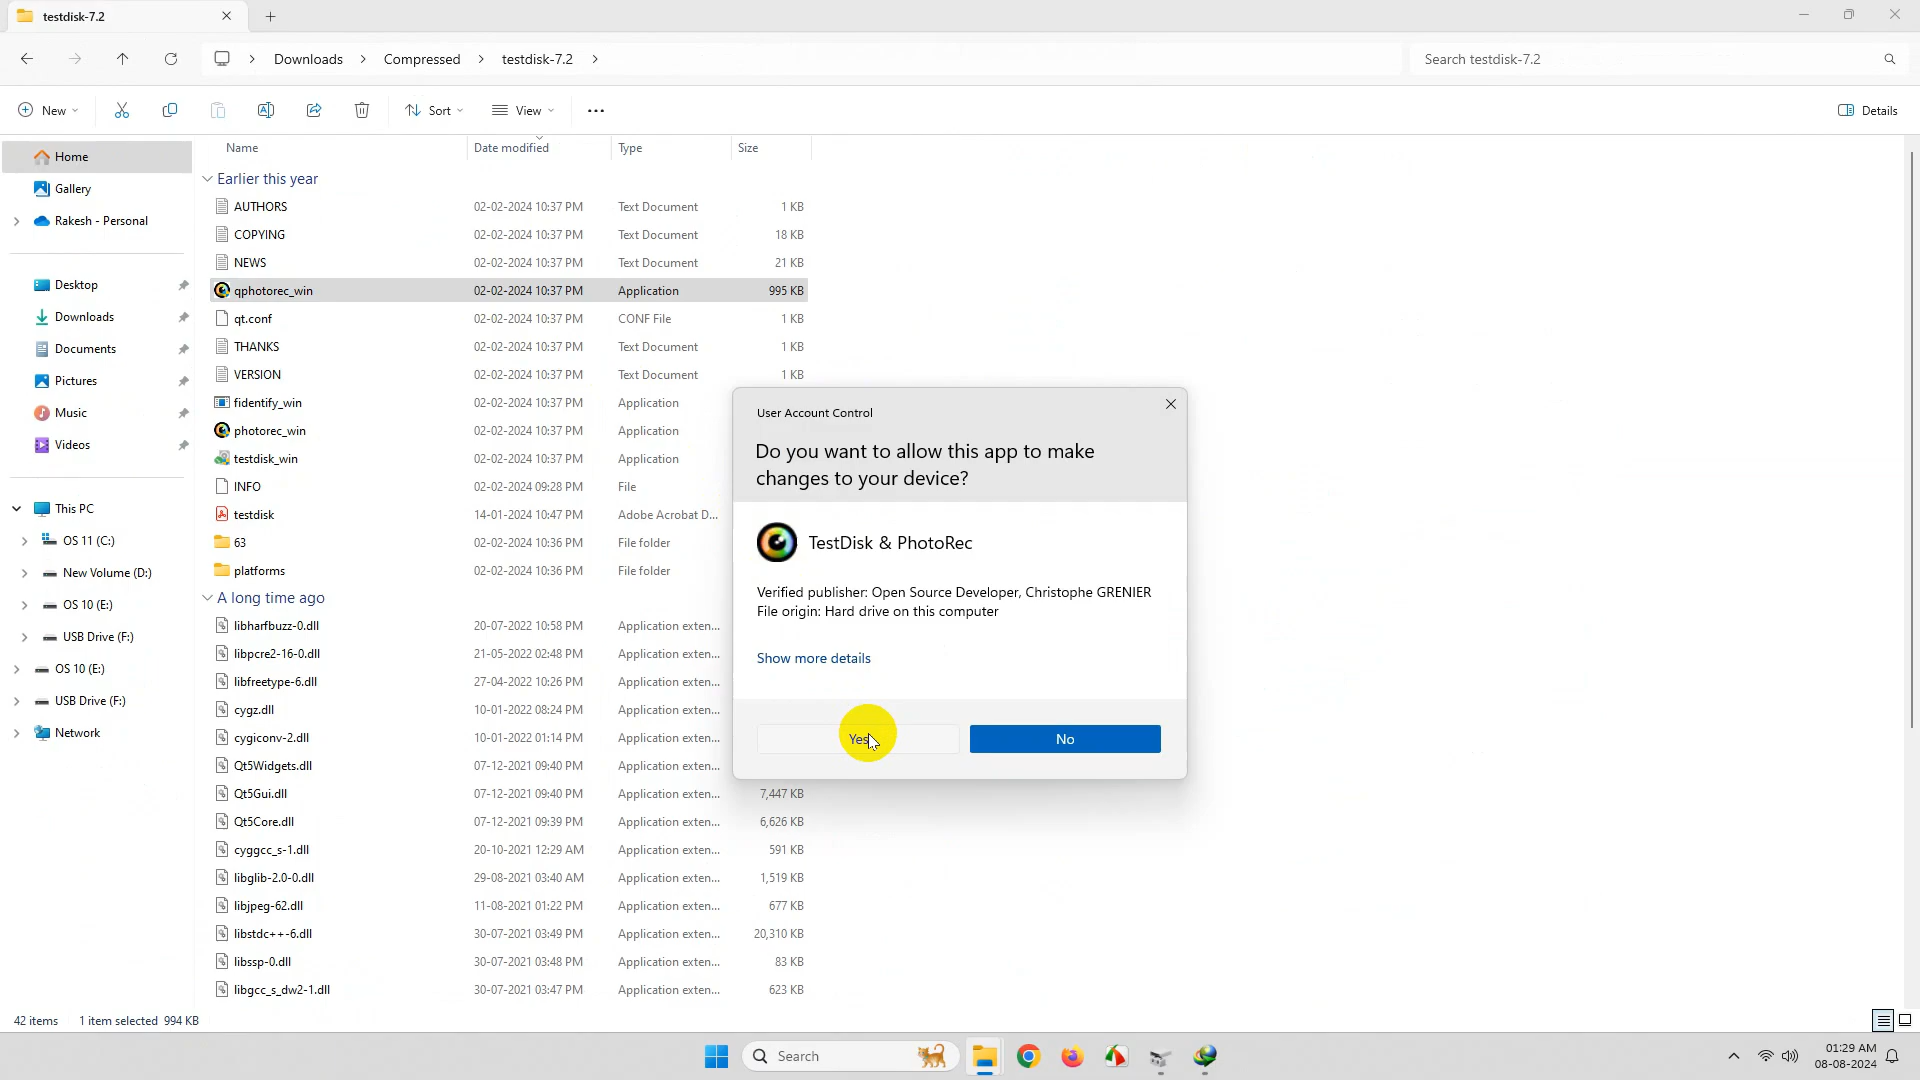 testdisk-7.2
Downloads > Compressed > testdisk-7.2 >
Search testdisk-7.2
New
Sort
View
Details
Name Date modified Type Size
Home
Gallery
Rakesh - Personal
Desktop
Downloads
Documents
Pictures
Music
Videos
This PC
OS 11 (C:)
New Volume (D:)
OS 10 (E:)
USB Drive (F:)
OS 10 (E:)
USB Drive (F:)
Network
Earlier this year
AUTHORS 02-02-2024 10:37 PM Text Document 1 KB
COPYING 02-02-2024 10:37 PM Text Document 18 KB
NEWS 02-02-2024 10:37 PM Text Document 21 KB
qphotorec_win 02-02-2024 10:37 PM Application 995 KB
qt.conf 02-02-2024 10:37 PM CONF File 1 KB
THANKS 02-02-2024 10:37 PM Text Document 1 KB
VERSION 02-02-2024 10:37 PM Text Document 1 KB
fidentify_win 02-02-2024 10:37 PM Application
photorec_win 02-02-2024 10:37 PM Application
testdisk_win 02-02-2024 10:37 PM Application
INFO 02-02-2024 09:28 PM File
testdisk 14-01-2024 10:47 PM Adobe Acrobat D...
63 02-02-2024 10:36 PM File folder
platforms 02-02-2024 10:36 PM File folder
A long time ago
libharfbuzz-0.dll 20-07-2022 10:58 PM Application exten...
libpcre2-16-0.dll 21-05-2022 02:48 PM Application exten...
libfreetype-6.dll 27-04-2022 10:26 PM Application exten...
cygz.dll 10-01-2022 08:24 PM Application exten...
cygiconv-2.dll 10-01-2022 01:14 PM Application exten...
Qt5Widgets.dll 07-12-2021 09:40 PM Application exten...
Qt5Gui.dll 07-12-2021 09:40 PM Application exten... 7,447 KB
Qt5Core.dll 07-12-2021 09:39 PM Application exten... 6,626 KB
cyggcc_s-1.dll 20-10-2021 12:29 AM Application exten... 591 KB
libglib-2.0-0.dll 29-08-2021 03:40 AM Application exten... 1,519 KB
libjpeg-62.dll 11-08-2021 01:22 PM Application exten... 677 KB
libstdc++-6.dll 30-07-2021 03:49 PM Application exten... 20,310 KB
libssp-0.dll 30-07-2021 03:48 PM Application exten... 83 KB
libgcc_s_dw2-1.dll 30-07-2021 03:47 PM Application exten... 623 KB
User Account Control
Do you want to allow this app to make
changes to your device?
TestDisk & PhotoRec
Verified publisher: Open Source Developer, Christophe GRENIER
File origin: Hard drive on this computer
Show more details
Yes
No
42 items 1 item selected 994 KB
Search
01:29 AM
08-08-2024